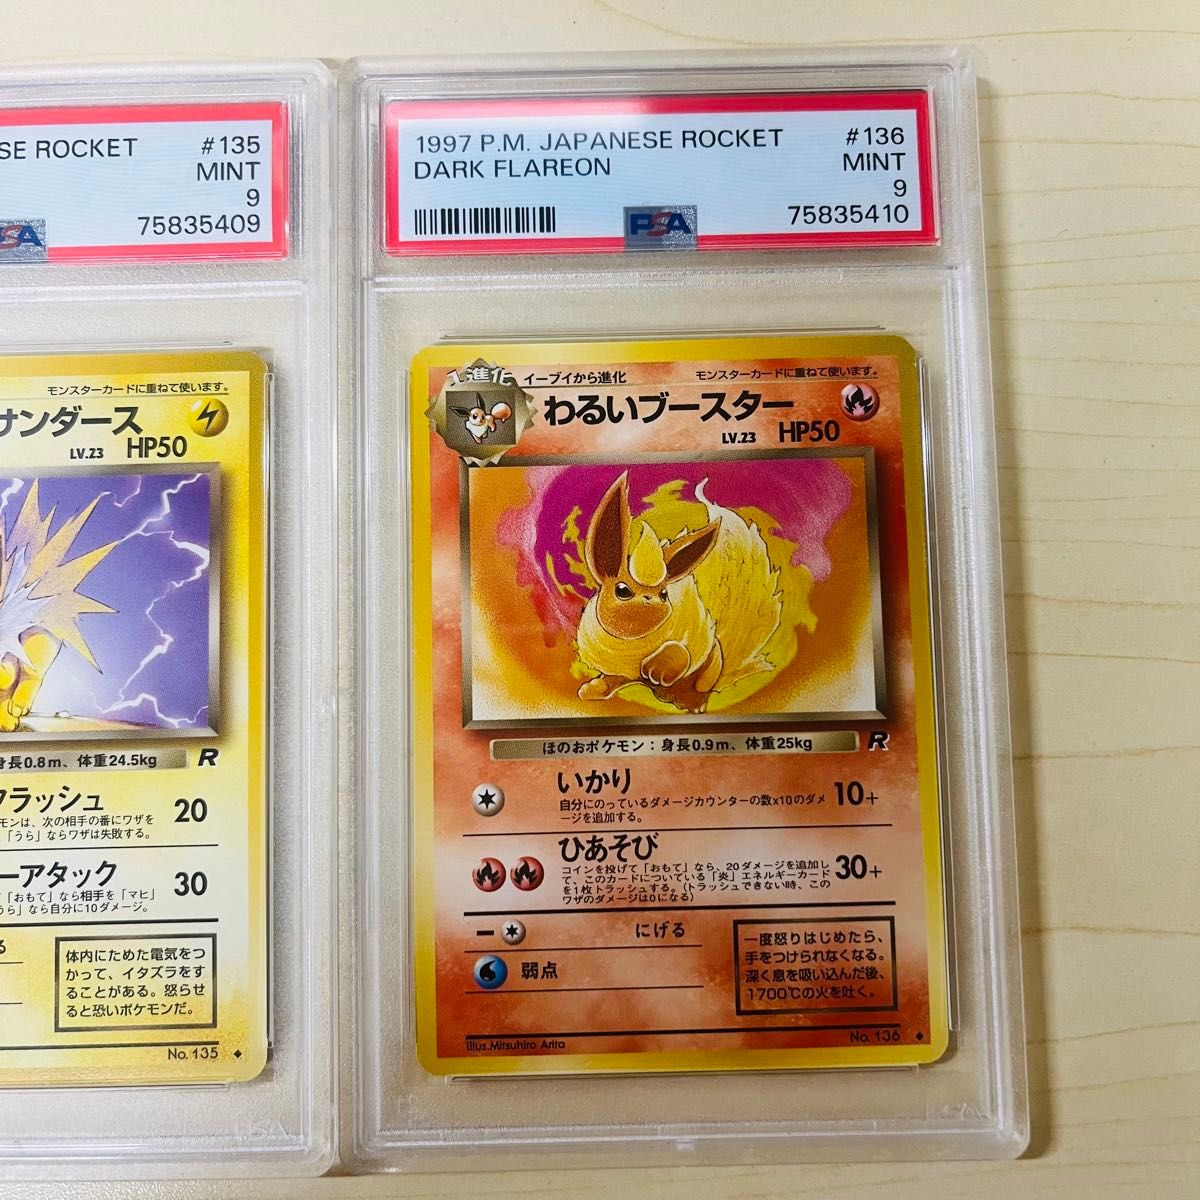 SE ROCKET #135
MINT
9
PSA 75835409
モンスターカードに重ねて使います。
サンダース
LV.23 HP50
身長0.8m、体重24.5kg R
フラッシュ 20
モンは、次の相手の番にワザを
「うら」ならワザは失敗する。
ーアタック 30
「おもて」なら相手を「マヒ」
うら」なら自分に10ダメージ。
る
体内にためた電気をつ
かって、イタズラをす
ることがある。怒らせ
ると恐いポケモンだ。
No. 135
1997 P.M. JAPANESE ROCKET #136
DARK FLAREON MINT
9
PSA 75835410
1進化 イーブイから進化 モンスターカードに重ねて使います。
わるいブースター
LV.23 HP50
ほのおポケモン：身長0.9m、体重25kg R
いかり 10+
自分にのっているダメージカウンターの数×10のダメ
ージを追加する。
ひあそび 30+
コインを投げて「おもて」なら、20ダメージを追加し
て、このカードについている「炎」エネルギーカード
を1枚トラッシュする。(トラッシュできない時、この
ワザのダメージは0になる)
にげる
弱点
一度怒りはじめたら、
手をつけられなくなる。
深く息を吸い込んだ後、
1700℃の火を吐く。
Illus.Mitsuhiro Arita No. 136